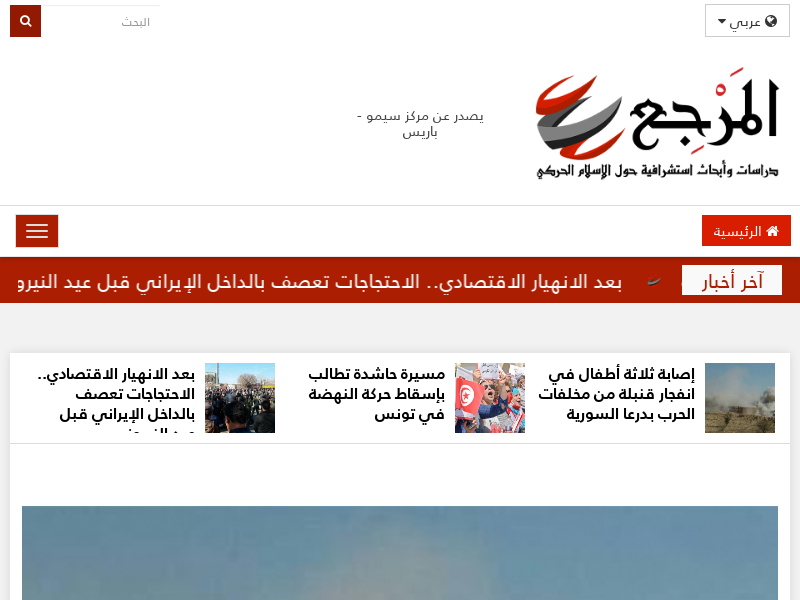 عربي
البحث
المَرْجِع
دراسات وأبحاث استشرافية حول الإسلام الحركي
يصدر عن مركز سيمو -
باريس
الرئيسية
آخر أخبار
بعد الانهيار الاقتصادي.. الاحتجاجات تعصف بالداخل الإيراني قبل عيد النيرو
إصابة ثلاثة أطفال في
انفجار قنبلة من مخلفات
الحرب بدرعا السورية
مسيرة حاشدة تطالب
بإسقاط حركة النهضة
في تونس
بعد الانهيار الاقتصادي..
الاحتجاجات تعصف
بالداخل الإيراني قبل